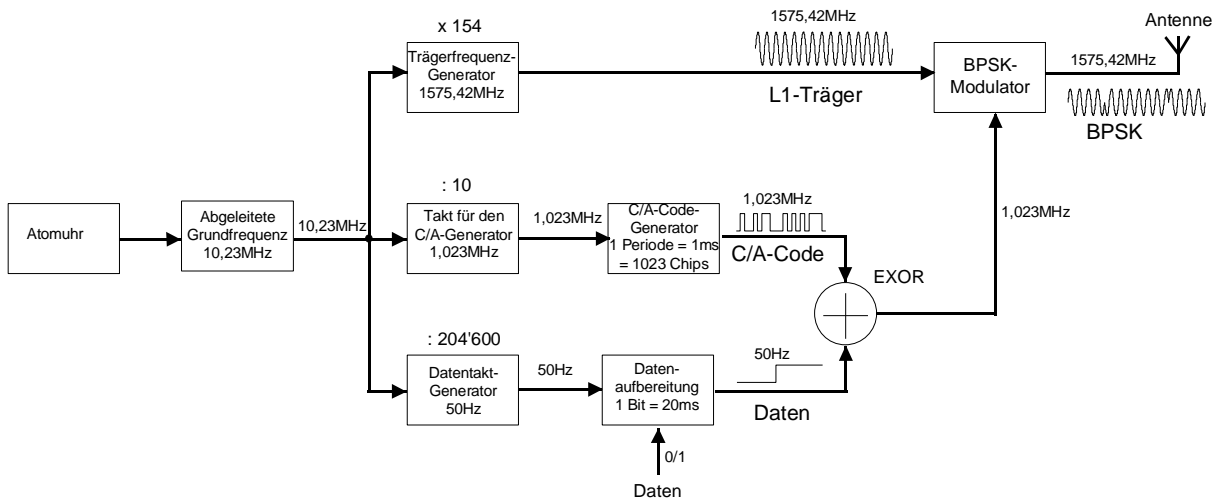 x 154
Trägerfrequenz-
Generator
1575,42MHz
1575,42MHz
L1-Träger
BPSK-
Modulator
Antenne
1575,42MHz
BPSK
Atomuhr
Abgeleitete
Grundfrequenz
10,23MHz
10,23MHz
: 10
Takt für den
C/A-Generator
1,023MHz
1,023MHz
C/A-Code-
Generator
1 Periode = 1ms
= 1023 Chips
1,023MHz
C/A-Code
1,023MHz
EXOR
: 204'600
Datentakt-
Generator
50Hz
50Hz
Daten-
aufbereitung
1 Bit = 20ms
50Hz
Daten
0/1
Daten